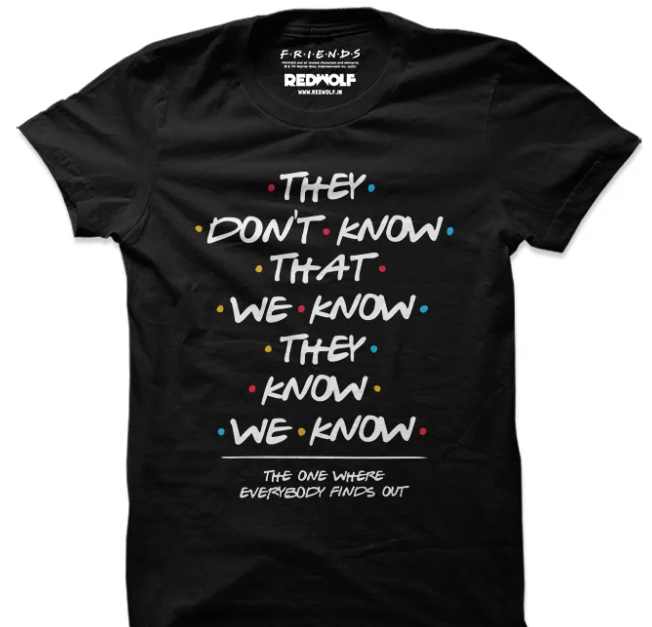 F·R·I·E·N·D·S
REDWOLF
WWW.REDWOLF.IN
·THEY·
·DON'T·KNOW·
·THAT·
·WE·KNOW·
·THEY·
·KNOW·
·WE·KNOW·
THE ONE WHERE
EVERYBODY FINDS OUT